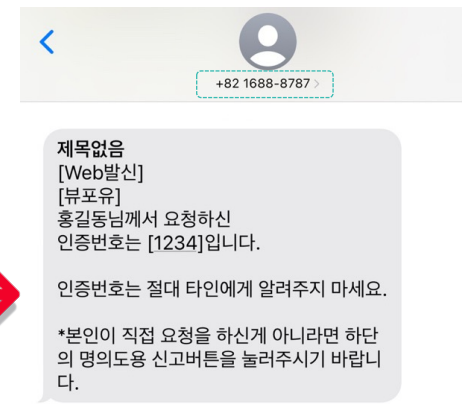 +82 1688-8787
제목없음
[Web발신]
[뷰포유]
홍길동님께서 요청하신
인증번호는 [1234]입니다.
인증번호는 절대 타인에게 알려주지 마세요.
*본인이 직접 요청을 하신게 아니라면 하단
의 명의도용 신고버튼을 눌러주시기 바랍니
다.